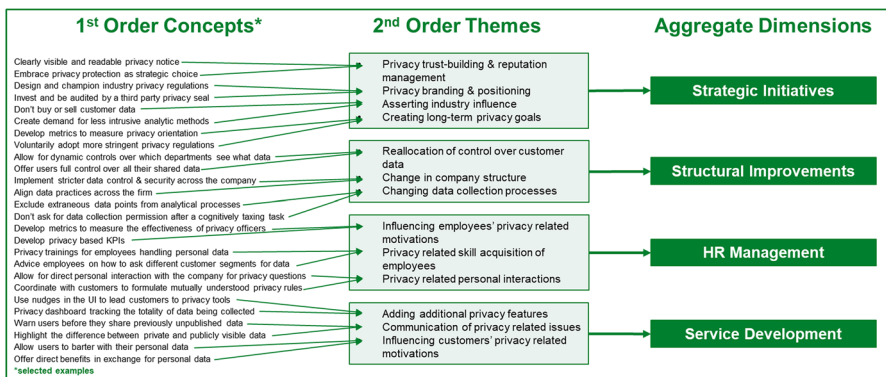 1st Order Concepts*
2nd Order Themes
Aggregate Dimensions
Clearly visible and readable privacy notice
Embrace privacy protection as strategic choice
Design and champion industry privacy regulations
Invest and be audited by a third party privacy seal
Don't buy or sell customer data
Create demand for less intrusive analytic methods
Develop metrics to measure privacy orientation
Voluntarily adopt more stringent privacy regulations
Allow for dynamic controls over which departments see what data
Offer users full control over all their shared data
Implement stricter data control & security across the company
Align data practices across the firm
Exclude extraneous data points from analytical processes
Don't ask for data collection permission after a cognitively taxing task
Develop metrics to measure the effectiveness of privacy officers
Develop privacy based KPIs
Privacy trainings for employees handling personal data
Advice employees on how to ask different customer segments for data
Allow for direct personal interaction with the company for privacy questions
Coordinate with customers to formulate mutually understood privacy rules
Use nudges in the UI to lead customers to privacy tools
Privacy dashboard tracking the totality of data being collected
Warn users before they share previously unpublished data
Highlight the difference between private and publicly visible data
Allow users to barter with their personal data
Offer direct benefits in exchange for personal data
*selected examples
Privacy trust-building & reputation
management
Privacy branding & positioning
Asserting industry influence
Creating long-term privacy goals
Reallocation of control over customer
data
Change in company structure
Changing data collection processes
Influencing employees' privacy related
motivations
Privacy related skill acquisition of
employees
Privacy related personal interactions
Adding additional privacy features
Communication of privacy related issues
Influencing customers' privacy related
motivations
Strategic Initiatives
Structural Improvements
HR Management
Service Development